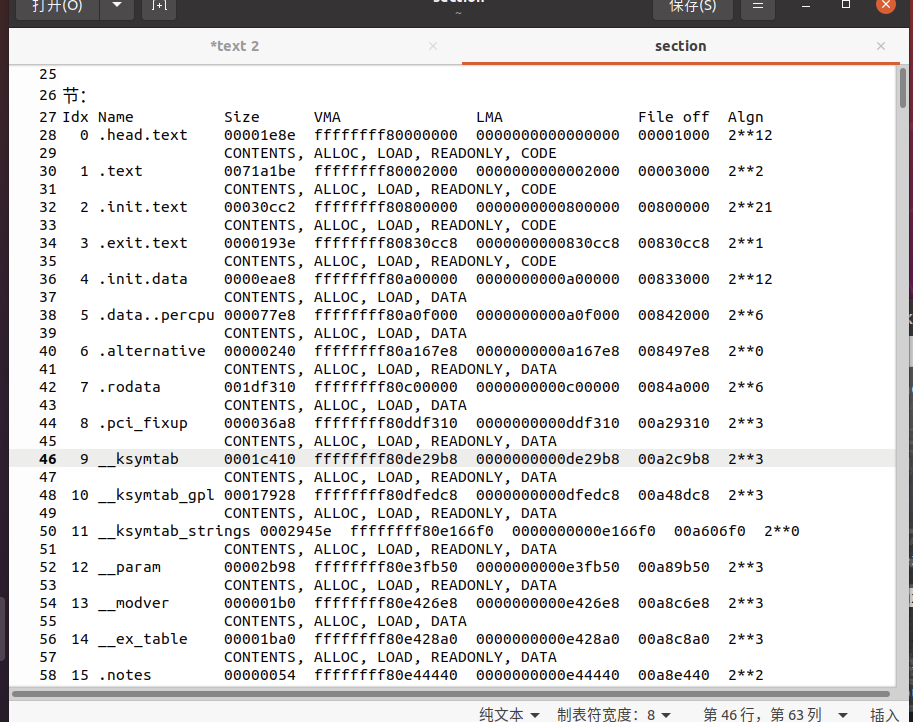 打开(O)
section
~
保存(S)
*text 2 ×
section ×
25
26 节：
27 Idx Name Size VMA LMA File off Algn
28 0 .head.text 00001e8e ffffffff80000000 0000000000000000 00001000 2**12
29 CONTENTS, ALLOC, LOAD, READONLY, CODE
30 1 .text 0071a1be ffffffff80002000 0000000000002000 00003000 2**2
31 CONTENTS, ALLOC, LOAD, READONLY, CODE
32 2 .init.text 00030cc2 ffffffff80800000 0000000000800000 00800000 2**21
33 CONTENTS, ALLOC, LOAD, READONLY, CODE
34 3 .exit.text 0000193e ffffffff80830cc8 0000000000830cc8 00830cc8 2**1
35 CONTENTS, ALLOC, LOAD, READONLY, CODE
36 4 .init.data 0000eae8 ffffffff80a00000 0000000000a00000 00833000 2**12
37 CONTENTS, ALLOC, LOAD, DATA
38 5 .data..percpu 000077e8 ffffffff80a0f000 0000000000a0f000 00842000 2**6
39 CONTENTS, ALLOC, LOAD, DATA
40 6 .alternative 00000240 ffffffff80a167e8 0000000000a167e8 008497e8 2**0
41 CONTENTS, ALLOC, LOAD, READONLY, DATA
42 7 .rodata 001df310 ffffffff80c00000 0000000000c00000 0084a000 2**6
43 CONTENTS, ALLOC, LOAD, DATA
44 8 .pci_fixup 000036a8 ffffffff80ddf310 0000000000ddf310 00a29310 2**3
45 CONTENTS, ALLOC, LOAD, READONLY, DATA
46 9 __ksymtab 0001c410 ffffffff80de29b8 0000000000de29b8 00a2c9b8 2**3
47 CONTENTS, ALLOC, LOAD, READONLY, DATA
48 10 __ksymtab_gpl 00017928 ffffffff80dfedc8 0000000000dfedc8 00a48dc8 2**3
49 CONTENTS, ALLOC, LOAD, READONLY, DATA
50 11 __ksymtab_strings 0002945e ffffffff80e166f0 0000000000e166f0 00a606f0 2**0
51 CONTENTS, ALLOC, LOAD, READONLY, DATA
52 12 __param 00002b98 ffffffff80e3fb50 0000000000e3fb50 00a89b50 2**3
53 CONTENTS, ALLOC, LOAD, READONLY, DATA
54 13 __modver 000001b0 ffffffff80e426e8 0000000000e426e8 00a8c6e8 2**3
55 CONTENTS, ALLOC, LOAD, DATA
56 14 __ex_table 00001ba0 ffffffff80e428a0 0000000000e428a0 00a8c8a0 2**3
57 CONTENTS, ALLOC, LOAD, READONLY, DATA
58 15 .notes 00000054 ffffffff80e44440 0000000000e44440 00a8e440 2**2
纯文本 制表符宽度：8 第 46 行，第 63 列 插入